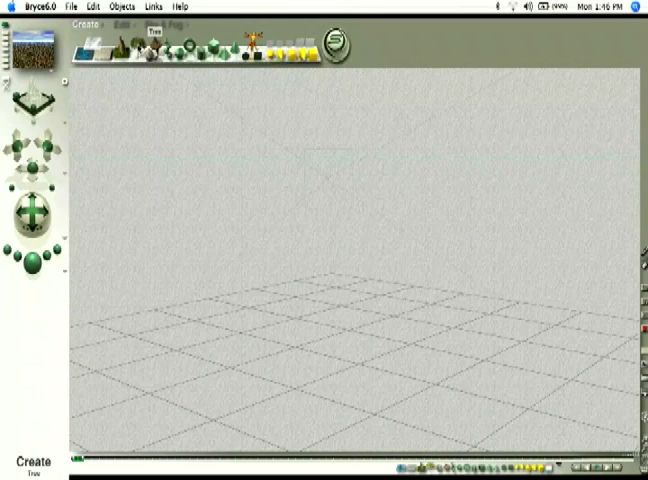 Bryce6.0 File Edit Objects Links Help
Mon 1:46 PM
Create Edit
Tree
Create
Tree